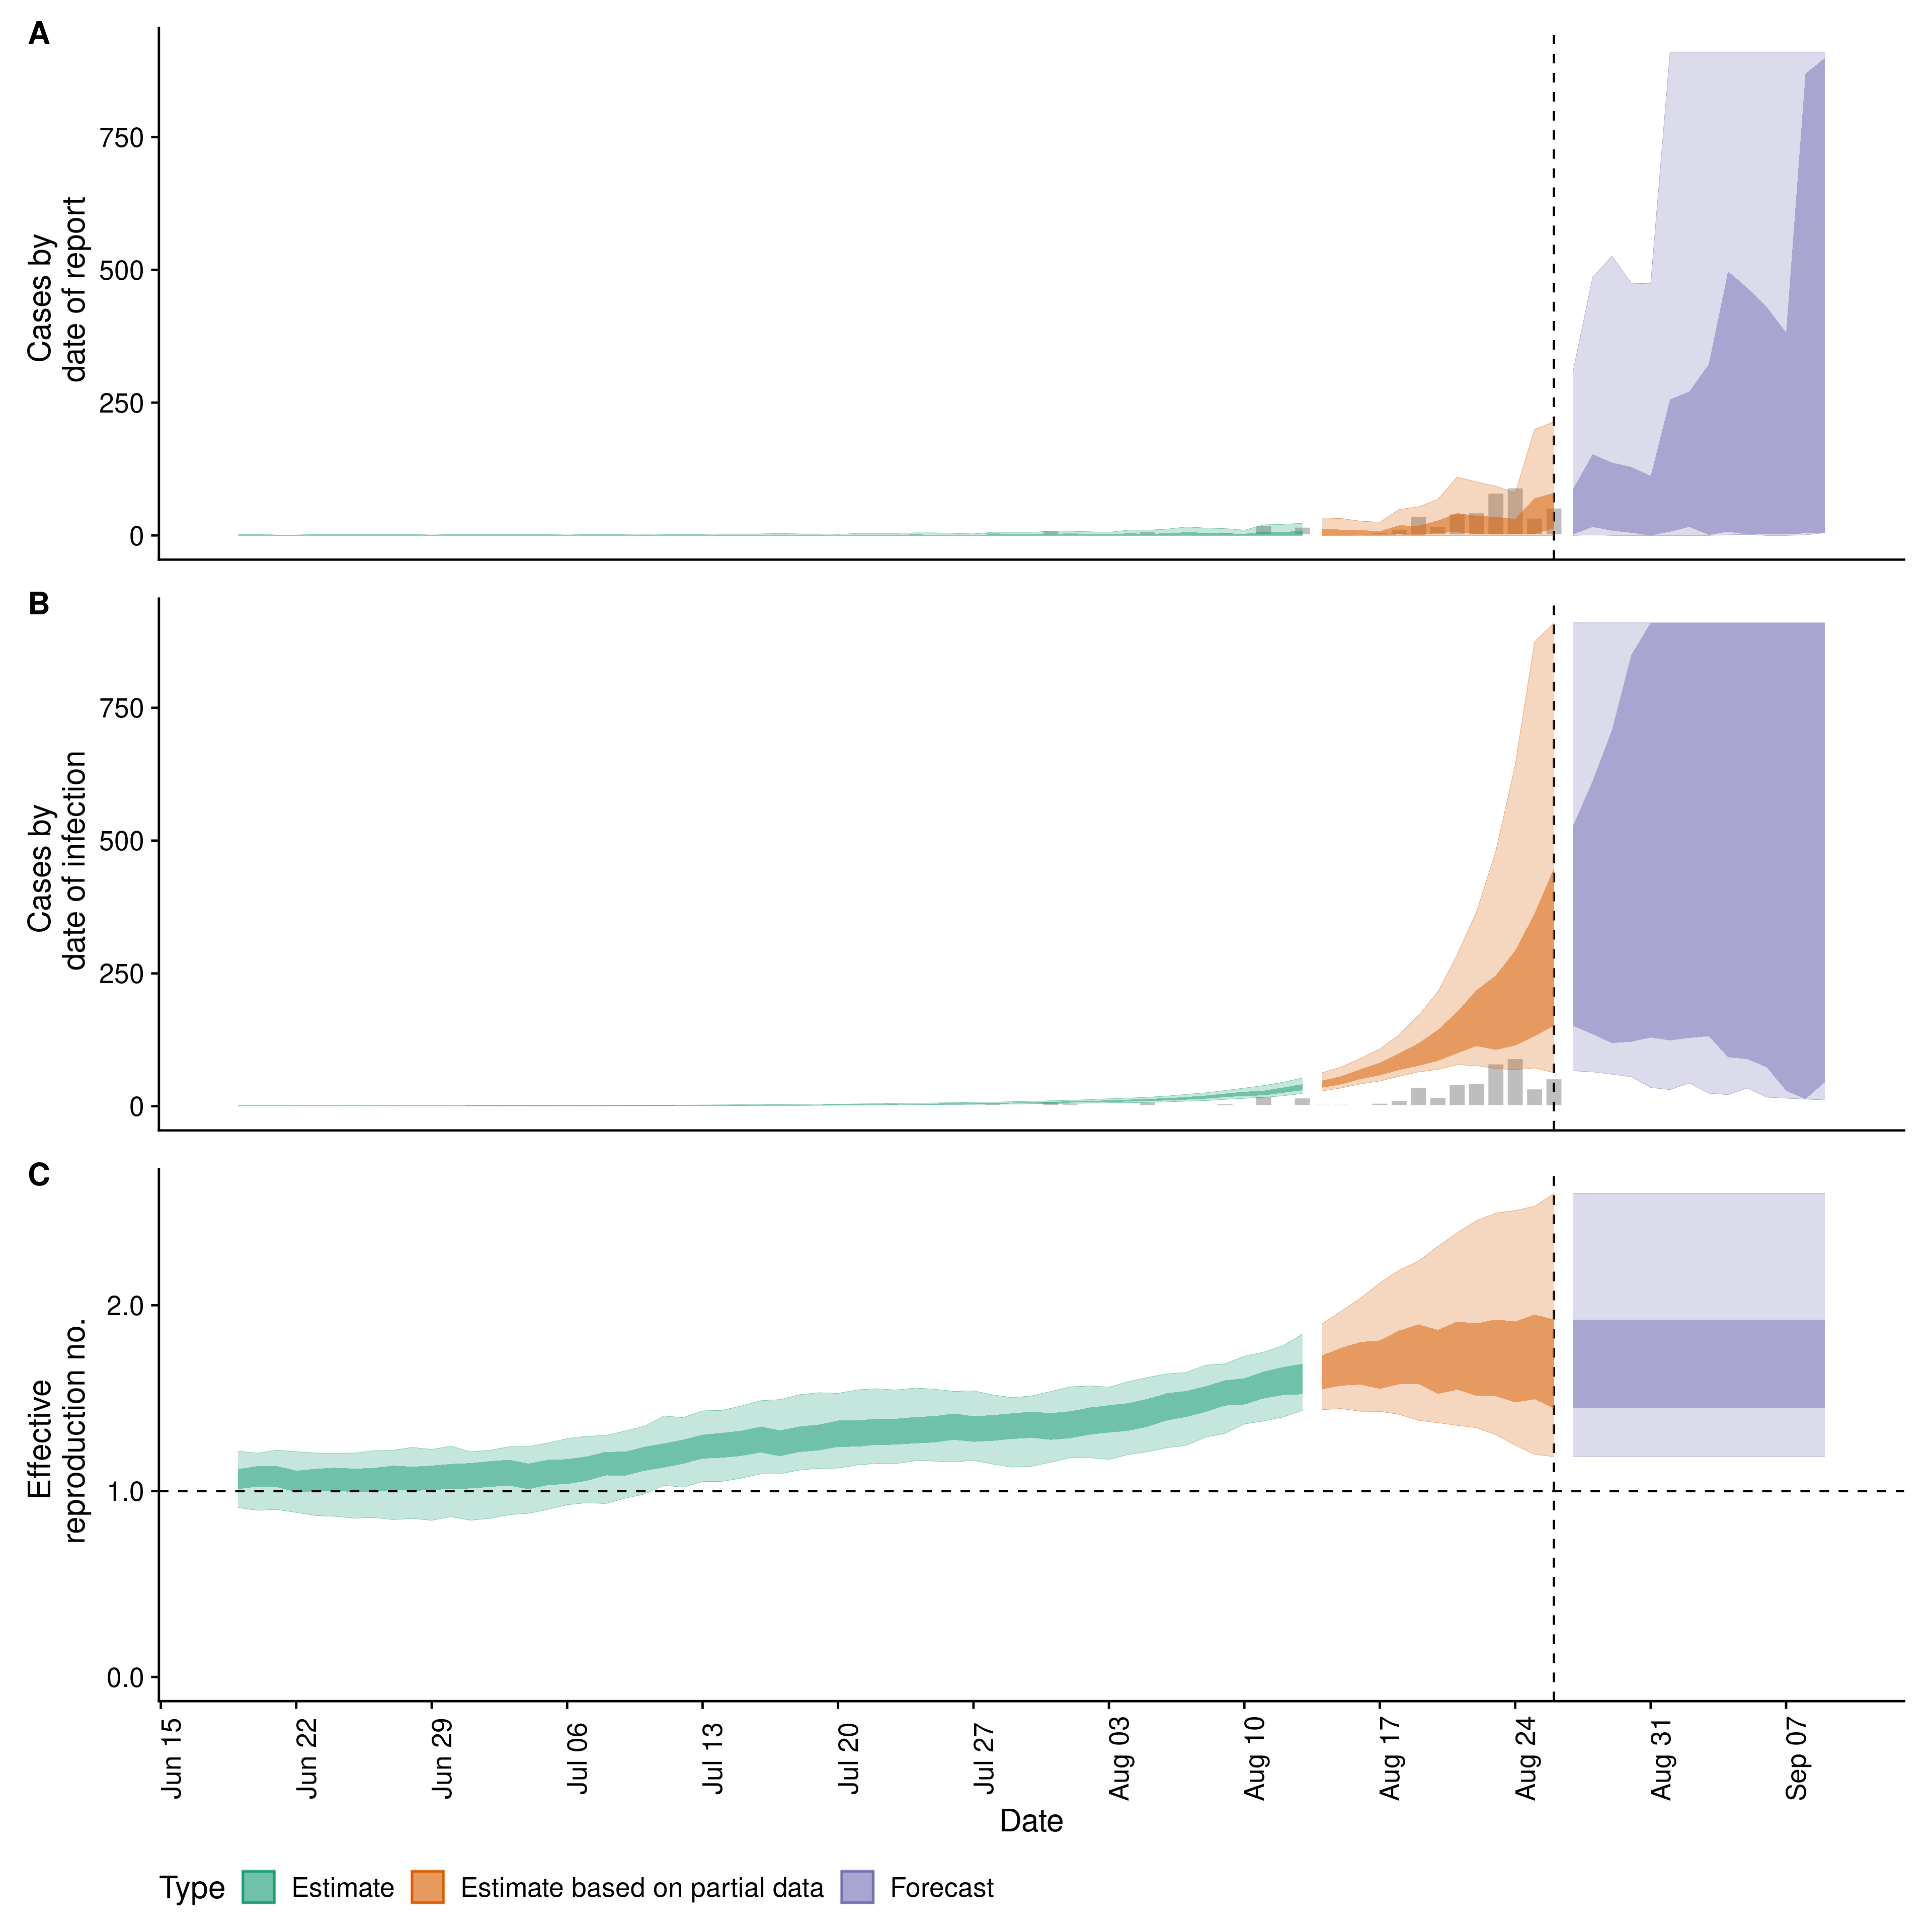 A
Cases by
date of report
750
500
250
0
B
Cases by
date of infection
750
500
250
0
C
Effective
reproduction no.
2.0
1.0
0.0
Jun 15
Jun 22
Jun 29
Jul 06
Jul 13
Jul 20
Jul 27
Aug 03
Aug 10
Aug 17
Aug 24
Aug 31
Sep 07
Date
Type Estimate Estimate based on partial data Forecast